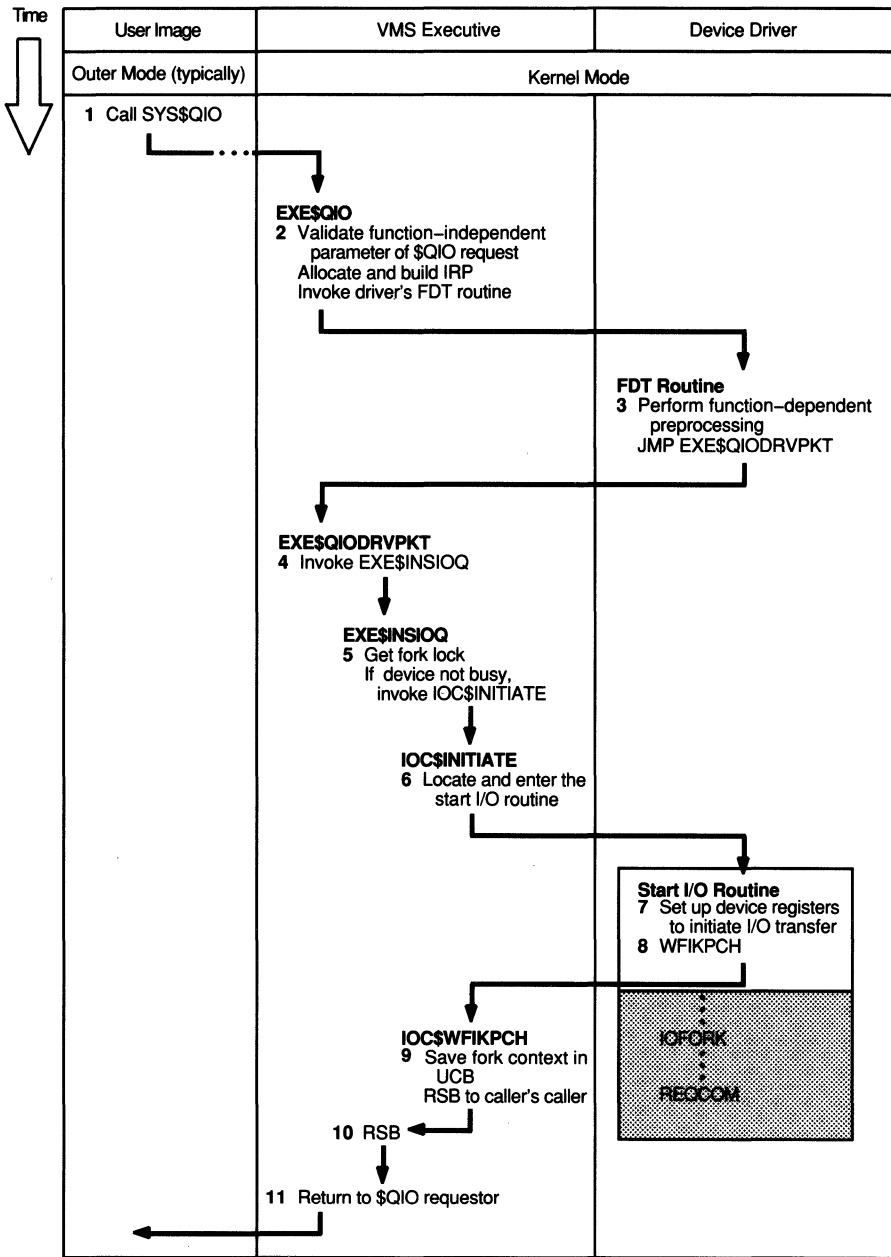 Time
User Image
VMS Executive
Device Driver
Outer Mode (typically)
Kernel Mode
1 Call SYS$QIO
EXE$QIO
2 Validate function–independent
parameter of $QIO request
Allocate and build IRP
Invoke driver's FDT routine
FDT Routine
3 Perform function–dependent
preprocessing
JMP EXE$QIODRVPKT
EXE$QIODRVPKT
4 Invoke EXE$INSIOQ
EXE$INSIOQ
5 Get fork lock
If device not busy,
invoke IOC$INITIATE
IOC$INITIATE
6 Locate and enter the
start I/O routine
Start I/O Routine
7 Set up device registers
to initiate I/O transfer
8 WFIKPCH
IOC$WFIKPCH
9 Save fork context in
UCB
RSB to caller's caller
IOFORK
REQCOM
10 RSB
11 Return to $QIO requestor